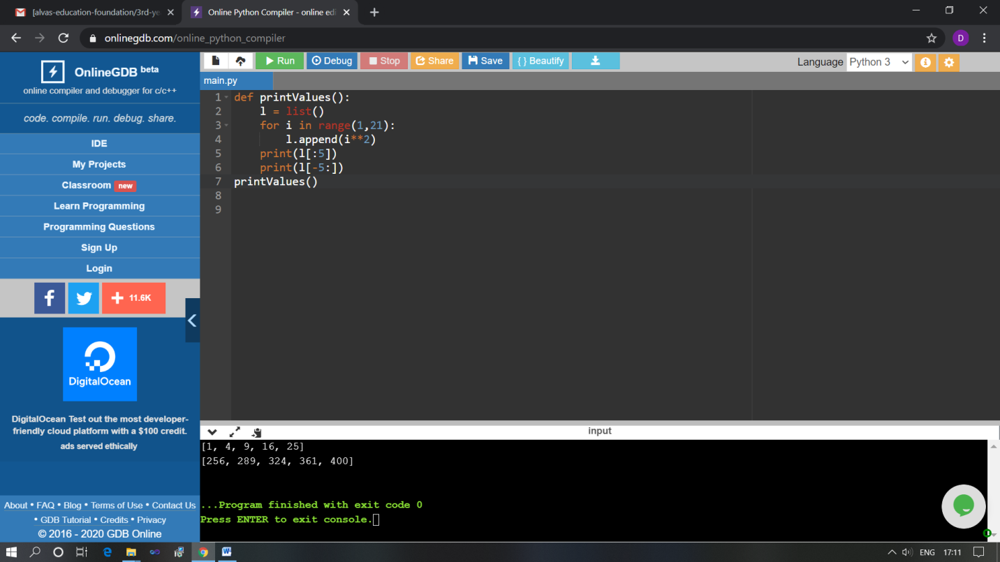 [alvas-education-foundation/3rd-ye
Online Python Compiler - online edi
onlinegdb.com/online_python_compiler
D
OnlineGDB beta
online compiler and debugger for c/c++
code. compile. run. debug. share.
IDE
My Projects
Classroom new
Learn Programming
Programming Questions
Sign Up
Login
f
+ 11.6K
DigitalOcean
DigitalOcean Test out the most developer-
friendly cloud platform with a $100 credit.
ads served ethically
About • FAQ • Blog • Terms of Use • Contact Us
• GDB Tutorial • Credits • Privacy
© 2016 - 2020 GDB Online
Run Debug Stop Share Save { } Beautify
Language Python 3
main.py
1 def printValues():
2     l = list()
3     for i in range(1,21):
4         l.append(i**2)
5     print(l[:5])
6     print(l[-5:])
7 printValues()
8
9
input
[1, 4, 9, 16, 25]
[256, 289, 324, 361, 400]
...Program finished with exit code 0
Press ENTER to exit console.
ENG 17:11